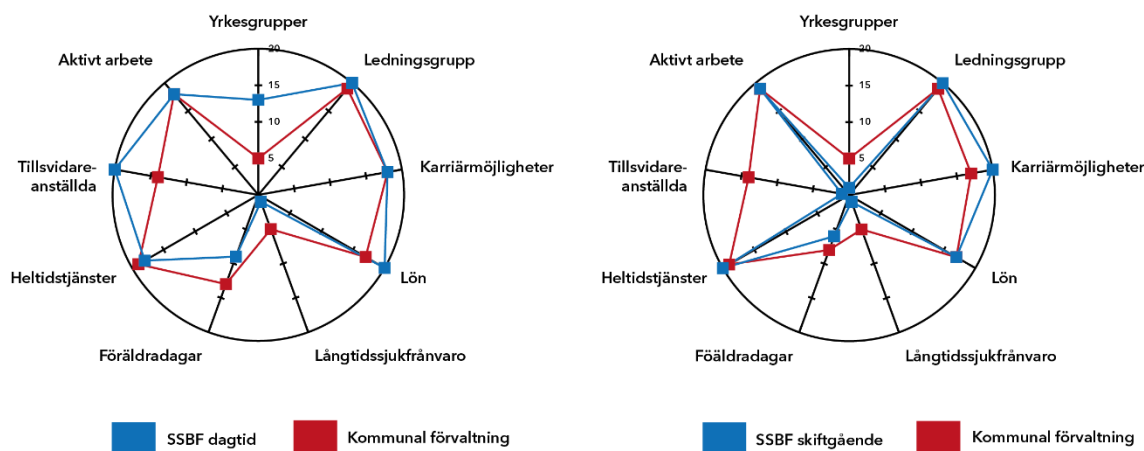 Yrkesgrupper
20
15
10
5
Ledningsgrupp
Karriärmöjligheter
Lön
Långtidssjukfrånvaro
Föräldradagar
Heltidstjänster
Tillsvidare-
anställda
Aktivt arbete
SSBF dagtid
Kommunal förvaltning
Yrkesgrupper
20
15
10
5
Ledningsgrupp
Karriärmöjligheter
Lön
Långtidssjukfrånvaro
Föäldradagar
Heltidstjänster
Tillsvidare-
anställda
Aktivt arbete
SSBF skiftgående
Kommunal förvaltning